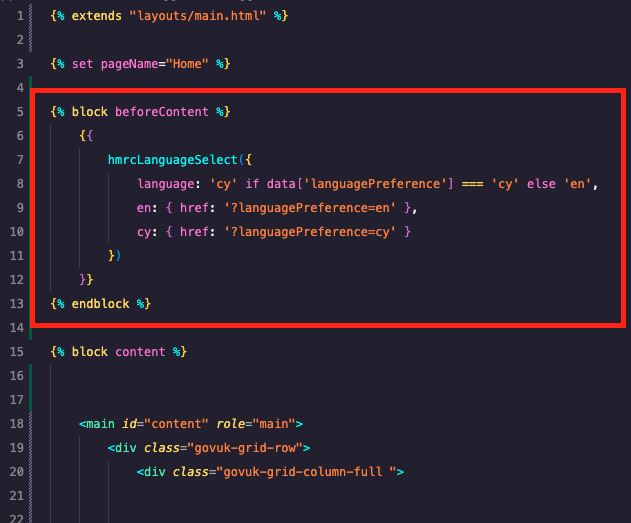 1 {% extends "layouts/main.html" %}
2
3 {% set pageName="Home" %}
4
5 {% block beforeContent %}
6 {{
7 hmrcLanguageSelect({
8 language: 'cy' if data['languagePreference'] === 'cy' else 'en',
9 en: { href: '?languagePreference=en' },
10 cy: { href: '?languagePreference=cy' }
11 })
12 }}
13 {% endblock %}
14
15 {% block content %}
16
17
18 <main id="content" role="main">
19 <div class="govuk-grid-row">
20 <div class="govuk-grid-column-full ">
21
22